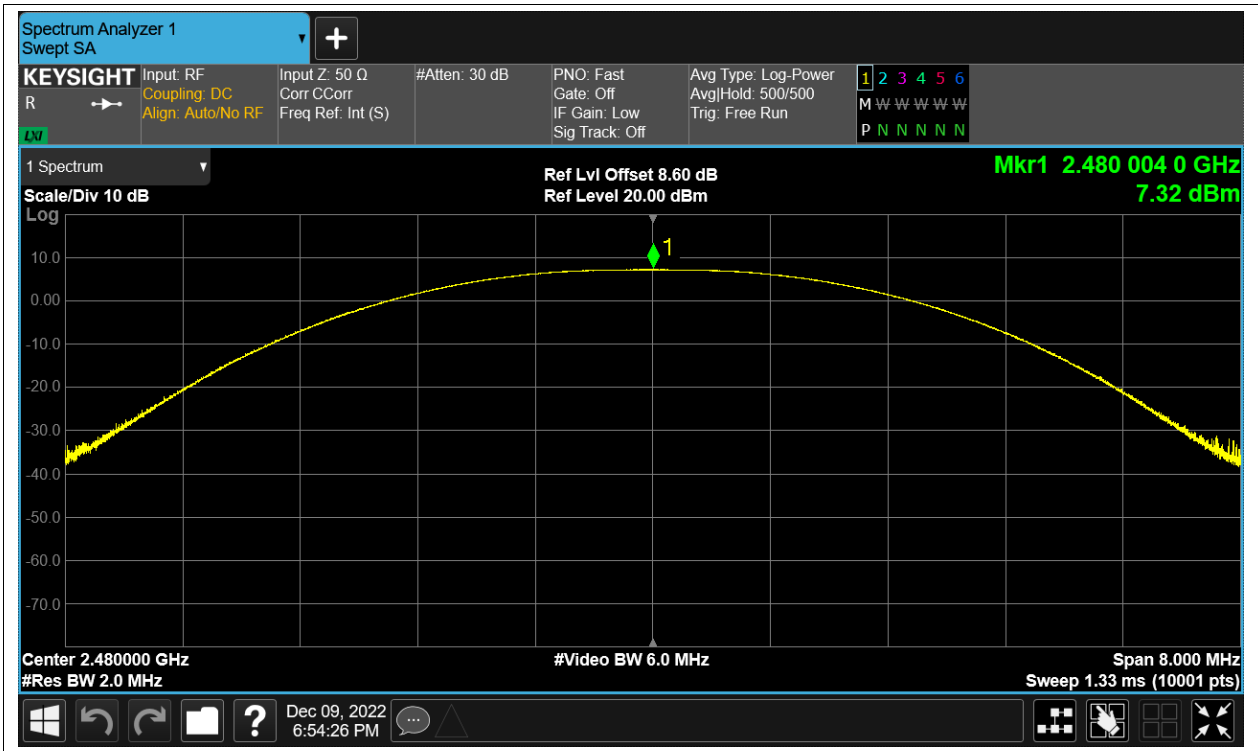 Spectrum Analyzer 1
Swept SA
KEYSIGHT
R
LXI
Input: RF
Coupling: DC
Align: Auto/No RF
Input Z: 50 Ω
Corr CCorr
Freq Ref: Int (S)
#Atten: 30 dB
PNO: Fast
Gate: Off
IF Gain: Low
Sig Track: Off
Avg Type: Log-Power
Avg|Hold: 500/500
Trig: Free Run
1 2 3 4 5 6
M W W W W W W
P N N N N N N
1 Spectrum
Scale/Div 10 dB
Log
Ref Lvl Offset 8.60 dB
Ref Level 20.00 dBm
Mkr1 2.480 004 0 GHz
7.32 dBm
1
10.0
0.00
-10.0
-20.0
-30.0
-40.0
-50.0
-60.0
-70.0
Center 2.480000 GHz
#Video BW 6.0 MHz
Span 8.000 MHz
#Res BW 2.0 MHz
Sweep 1.33 ms (10001 pts)
?
Dec 09, 2022
6:54:26 PM